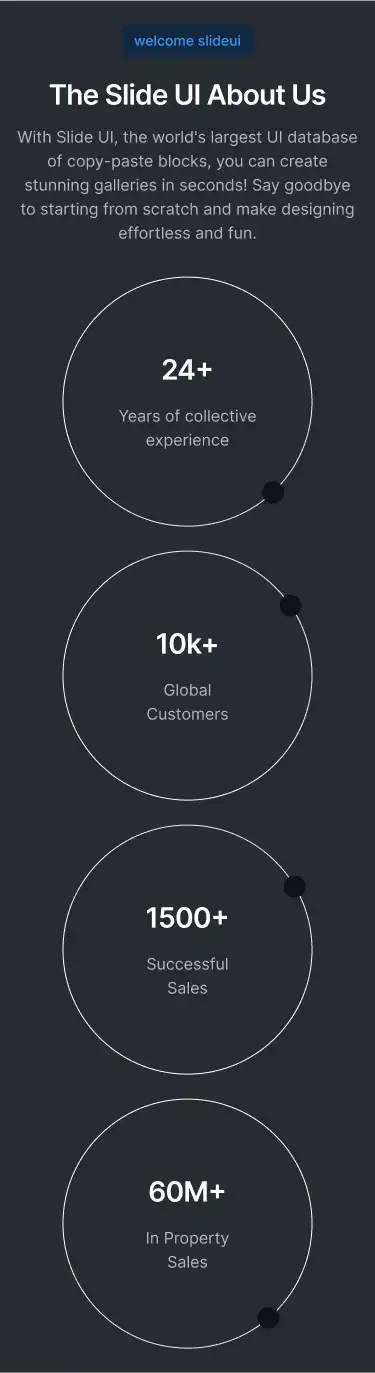 welcome slideui
The Slide UI About Us
With Slide UI, the world's largest UI database
of copy-paste blocks, you can create
stunning galleries in seconds! Say goodbye
to starting from scratch and make designing
effortless and fun.
24+
Years of collective
experience
10k+
Global
Customers
1500+
Successful
Sales
60M+
In Property
Sales